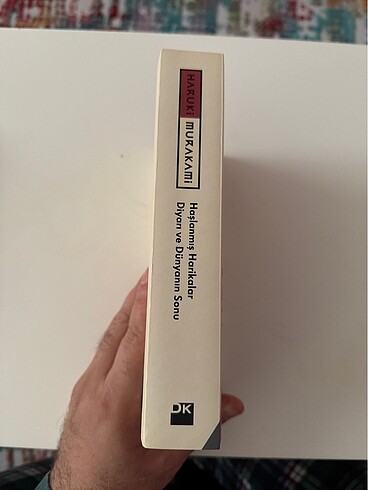 HARUKi MURAKAMi
Haşlanmış Harikalar
Diyarı ve Dünyanın Sonu
DK